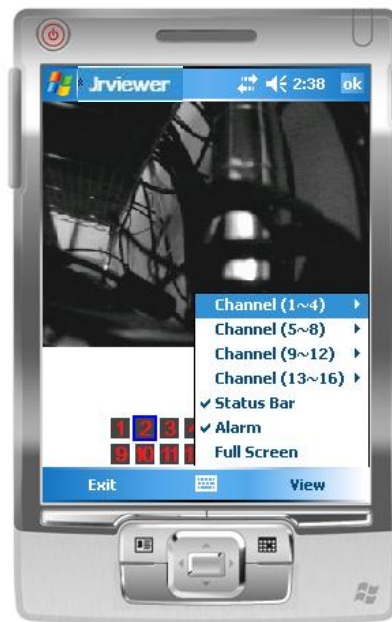 Jrviewer 2:38 ok
Channel (1~4)
Channel (5~8)
Channel (9~12)
Channel (13~16)
Status Bar
Alarm
Full Screen
1 2 3
9 10 11
Exit View